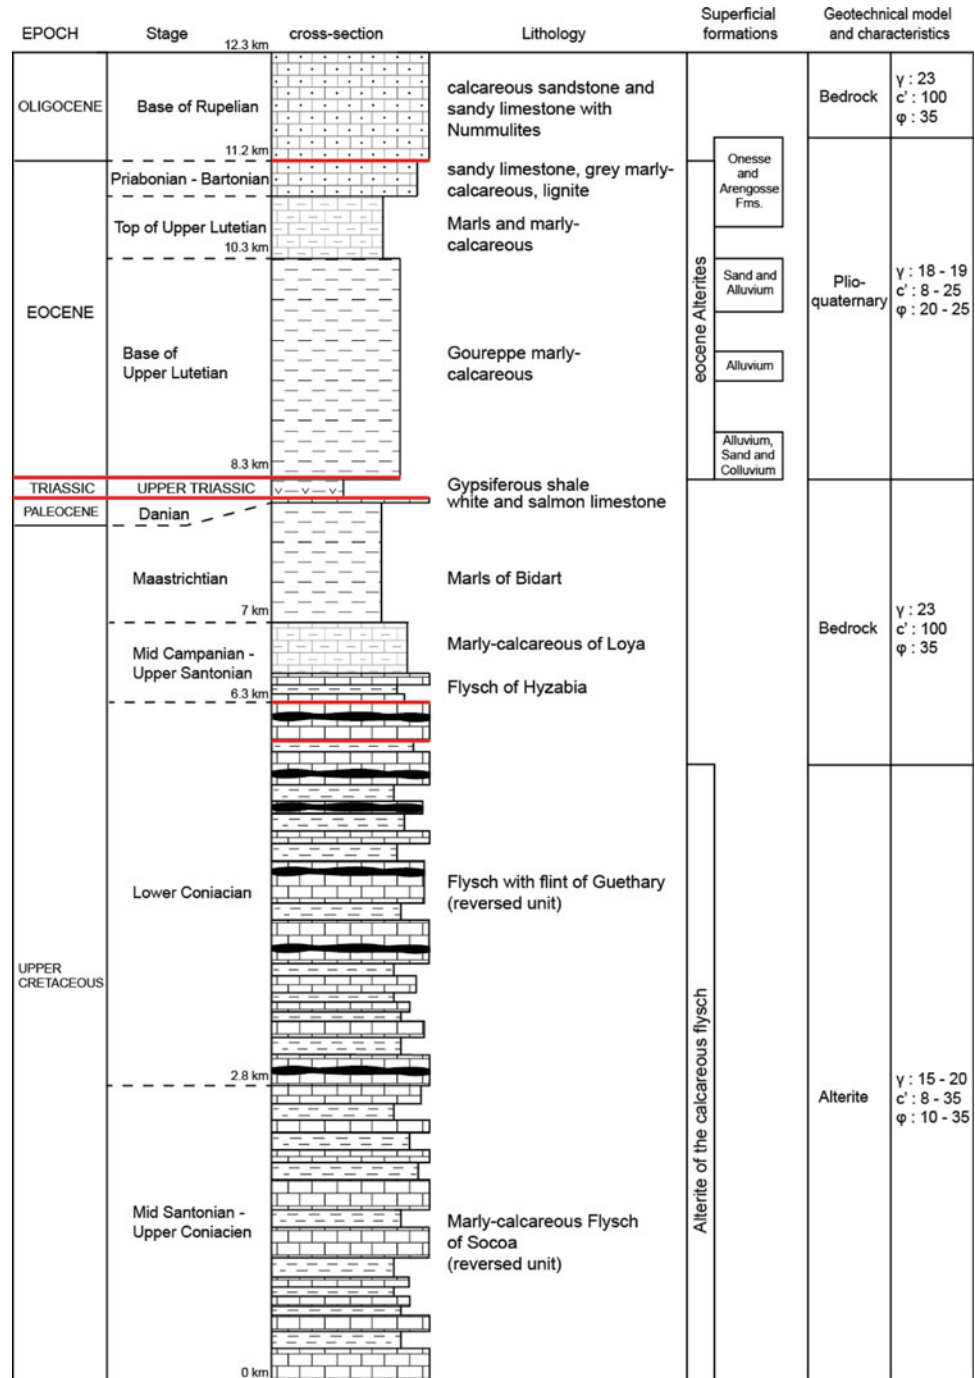 EPOCH
Stage
cross-section
Lithology
Superficial
formations
Geotechnical model
and characteristics
12.3 km
OLIGOCENE
Base of Rupelian
calcareous sandstone and
sandy limestone with
Nummulites
Bedrock
γ : 23
c' : 100
φ : 35
11.2 km
Priabonian - Bartonian
sandy limestone, grey marly-
calcareous, lignite
Onesse
and
Arengosse
Fms.
Top of Upper Lutetian
Marls and marly-
calcareous
10.3 km
EOCENE
Base of
Upper Lutetian
Goureppe marly-
calcareous
eocene Alterites
Sand and
Alluvium
Alluvium
Alluvium,
Sand and
Colluvium
Plio-
quaternary
γ : 18 - 19
c' : 8 - 25
φ : 20 - 25
8.3 km
TRIASSIC
UPPER TRIASSIC
Gypsiferous shale
PALEOCENE
Danian
white and salmon limestone
Maastrichtian
Marls of Bidart
7 km
Bedrock
γ : 23
c' : 100
φ : 35
Mid Campanian -
Upper Santonian
Marly-calcareous of Loya
Flysch of Hyzabia
6.3 km
Lower Coniacian
Flysch with flint of Guethary
(reversed unit)
UPPER
CRETACEOUS
2.8 km
Alterite of the calcareous flysch
Alterite
γ : 15 - 20
c' : 8 - 35
φ : 10 - 35
Mid Santonian -
Upper Coniacien
Marly-calcareous Flysch
of Socoa
(reversed unit)
0 km